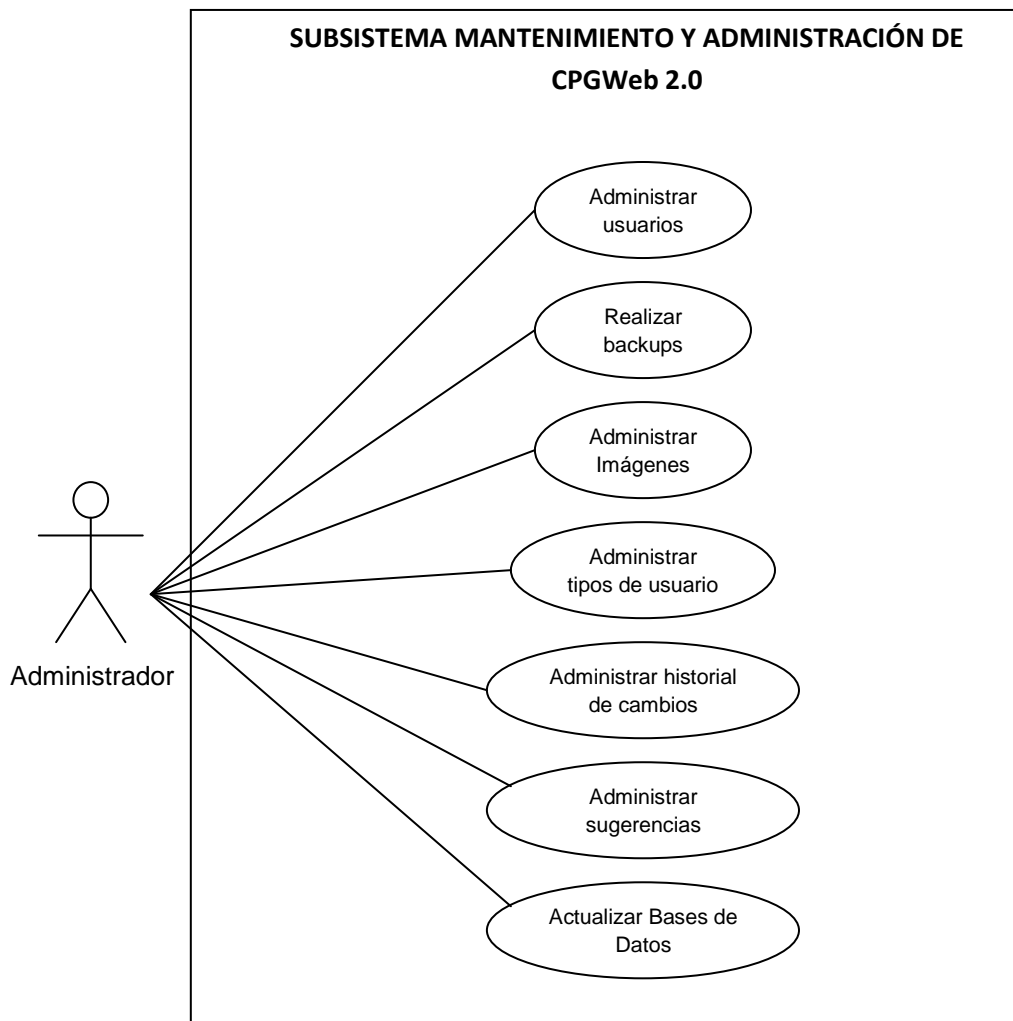 SUBSISTEMA MANTENIMIENTO Y ADMINISTRACIÓN DE
CPGWeb 2.0
Administrar
usuarios
Realizar
backups
Administrar
Imágenes
Administrar
tipos de usuario
Administrador
Administrar historial
de cambios
Administrar
sugerencias
Actualizar Bases de
Datos